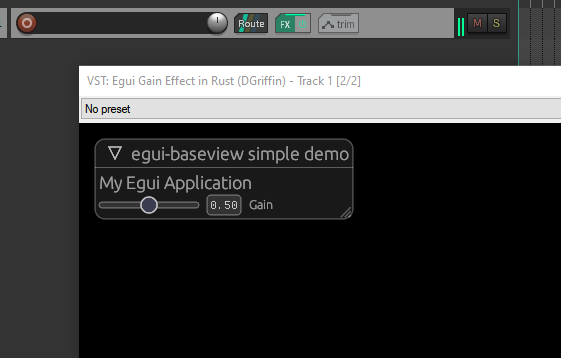 Route FX trim M S
VST: Egui Gain Effect in Rust (DGriffin) - Track 1 [2/2]
No preset
egui-baseview simple demo
My Egui Application
0.50 Gain